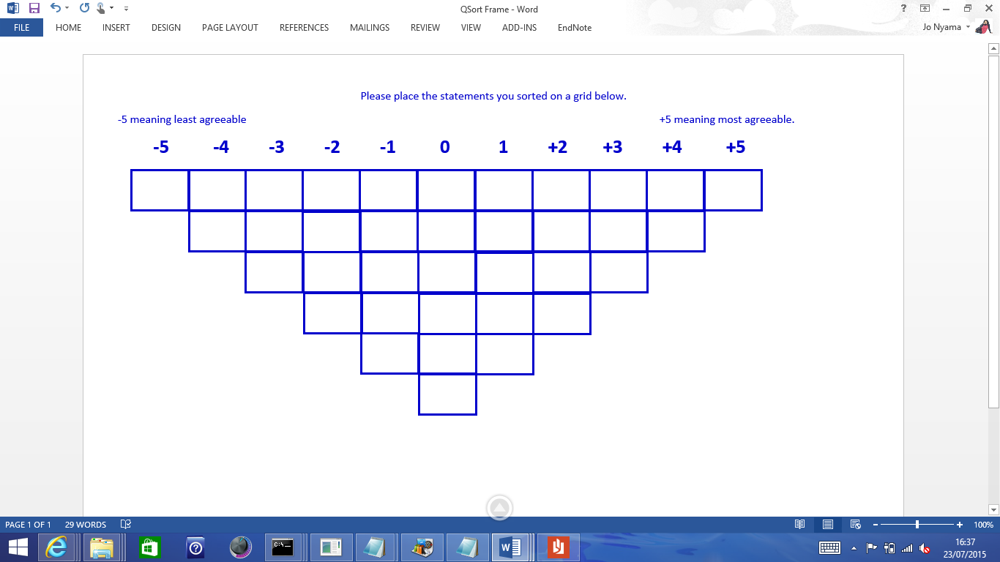 QSort Frame - Word
FILE HOME INSERT DESIGN PAGE LAYOUT REFERENCES MAILINGS REVIEW VIEW ADD-INS EndNote Jo Nyama
Please place the statements you sorted on a grid below.
-5 meaning least agreeable +5 meaning most agreeable.
-5 -4 -3 -2 -1 0 1 +2 +3 +4 +5
PAGE 1 OF 1 29 WORDS 100%
C:\_
16:37
23/07/2015